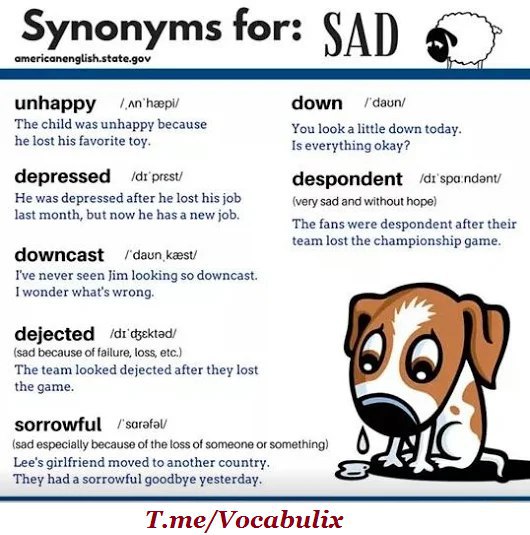 Synonyms for: SAD
americanenglish.state.gov
unhappy /ˌʌnˈhæpi/
The child was unhappy because
he lost his favorite toy.
depressed /dɪˈprɛst/
He was depressed after he lost his job
last month, but now he has a new job.
downcast /ˈdaʊnˌkæst/
I've never seen Jim looking so downcast.
I wonder what's wrong.
dejected /dɪˈʤɛktəd/
(sad because of failure, loss, etc.)
The team looked dejected after they lost
the game.
sorrowful /ˈsɑrəfəl/
(sad especially because of the loss of someone or something)
Lee's girlfriend moved to another country.
They had a sorrowful goodbye yesterday.
down /ˈdaʊn/
You look a little down today.
Is everything okay?
despondent /dɪˈspɑːndənt/
(very sad and without hope)
The fans were despondent after their
team lost the championship game.
T.me/Vocabulix